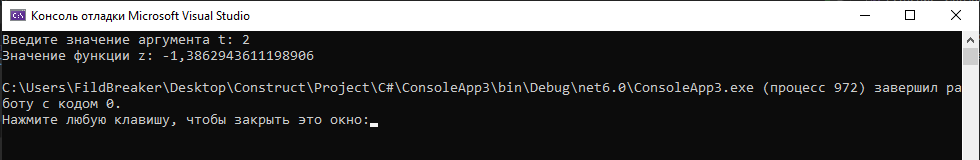 Консоль отладки Microsoft Visual Studio
Введите значение аргумента t: 2
Значение функции z: -1,3862943611198906
C:\Users\FildBreaker\Desktop\Construct\Project\C#\ConsoleApp3\bin\Debug\net6.0\ConsoleApp3.exe (процесс 972) завершил ра
боту с кодом 0.
Нажмите любую клавишу, чтобы закрыть это окно: